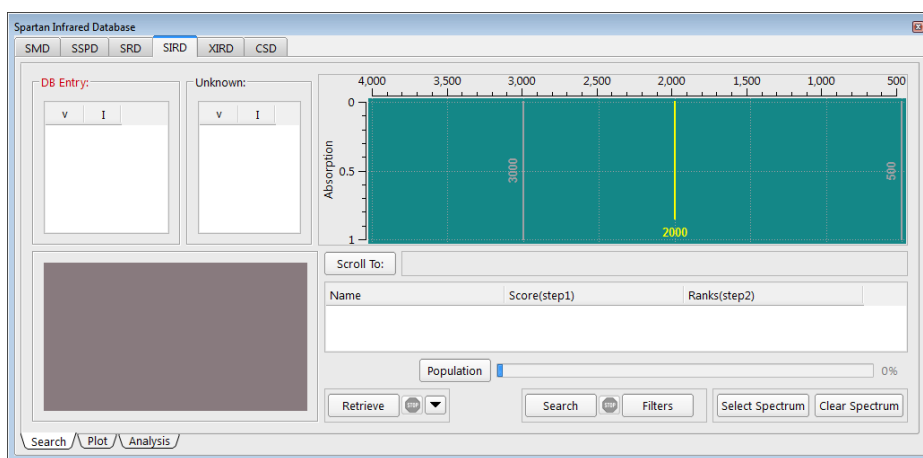 Spartan Infrared Database
SMD SSPD SRD SIRD XIRD CSD
DB Entry: Unknown:
v I v I
4,000 3,500 3,000 2,500 2,000 1,500 1,000 500
0
0.5
1
Absorption
3000
2000
500
Scroll To:
Name Score(step1) Ranks(step2)
Population 0%
Retrieve STOP Search STOP Filters Select Spectrum Clear Spectrum
Search Plot Analysis